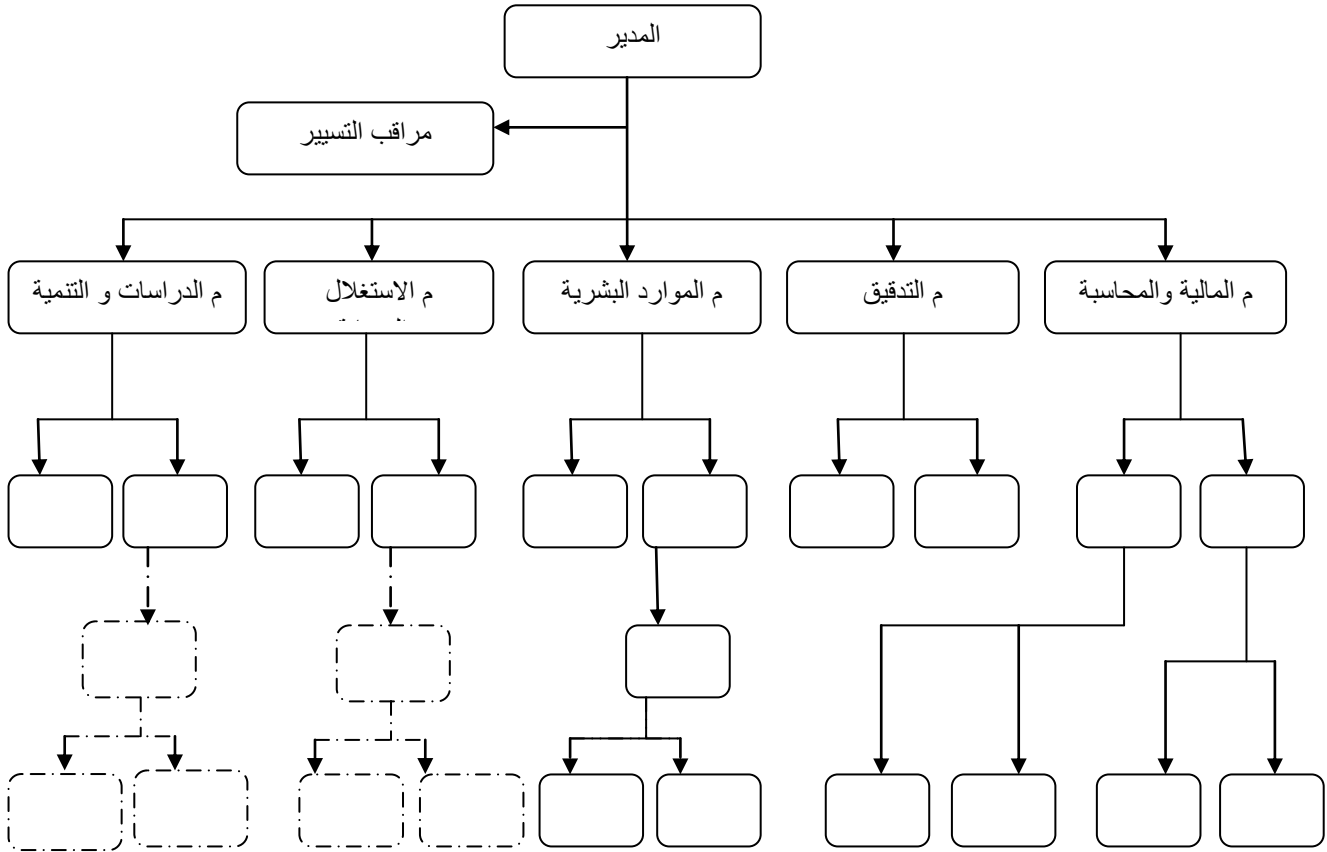 المدير
مراقب التسيير
م المالية والمحاسبة
م التدقيق
م الموارد البشرية
م الاستغلال
م الدراسات و التنمية